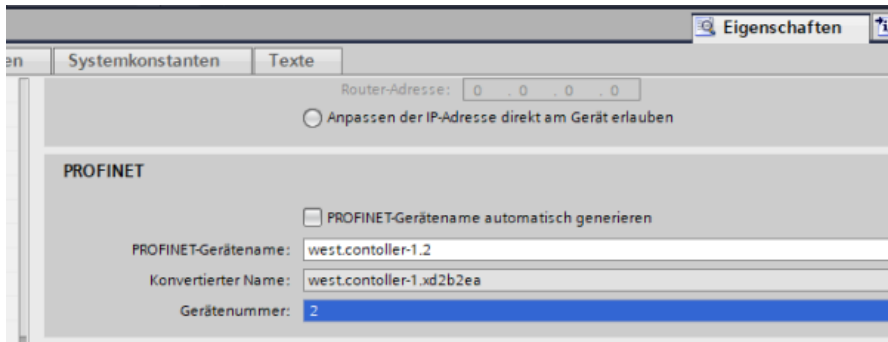 Eigenschaften
en Systemkonstanten Texte
Router-Adresse: 0 . 0 . 0 . 0
Anpassen der IP-Adresse direkt am Gerät erlauben
PROFINET
PROFINET-Gerätename automatisch generieren
PROFINET-Gerätename: west.contoller-1.2
Konvertierter Name: west.contoller-1.xd2b2ea
Gerätenummer: 2